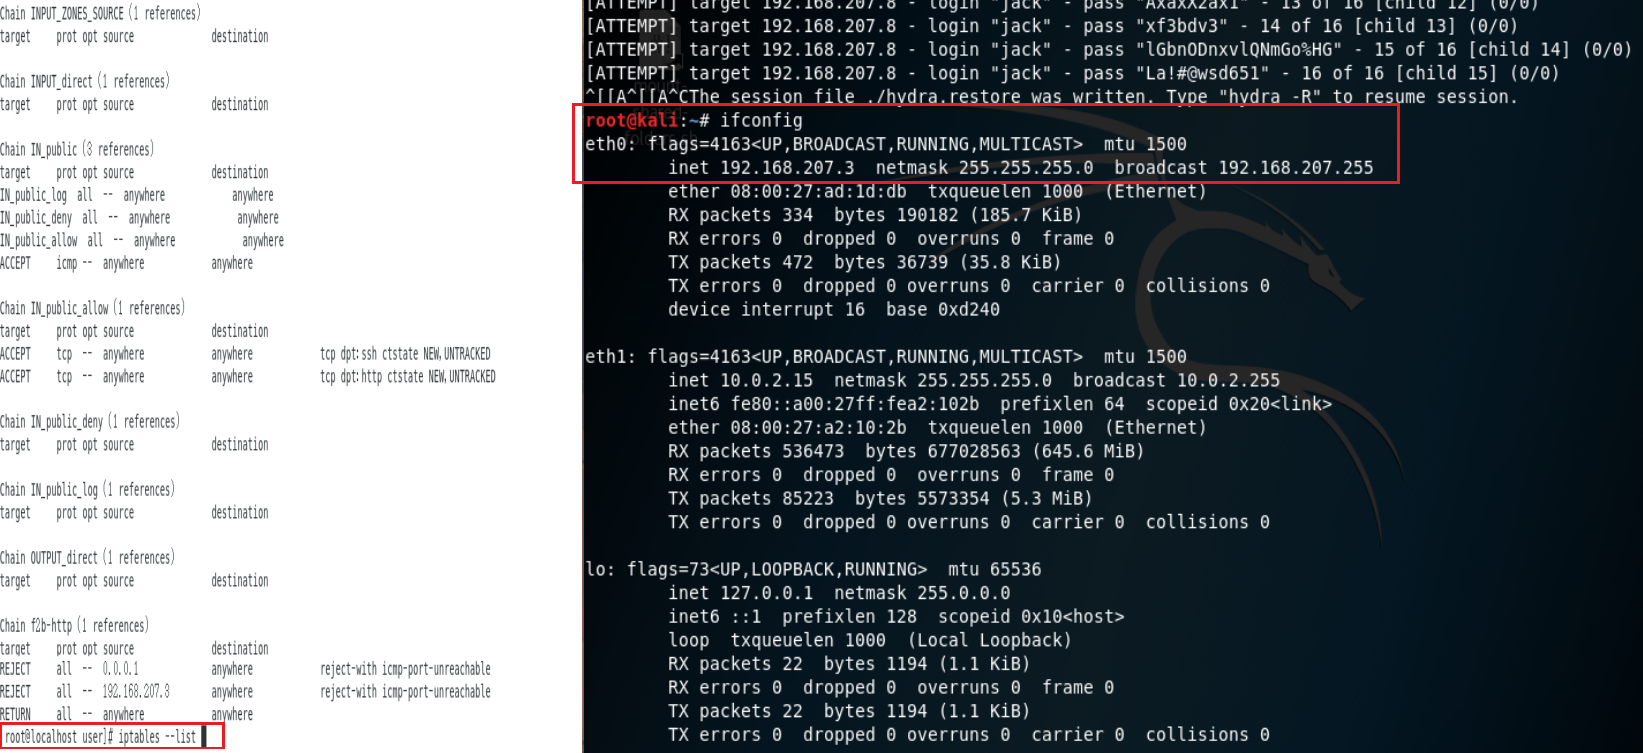 Chain INPUT_ZONES_SOURCE (1 references)
target prot opt source destination
Chain INPUT_direct (1 references)
target prot opt source destination
Chain IN_public (3 references)
target prot opt source destination
IN_public_log all -- anywhere anywhere
IN_public_deny all -- anywhere anywhere
IN_public_allow all -- anywhere anywhere
ACCEPT icmp -- anywhere anywhere
Chain IN_public_allow (1 references)
target prot opt source destination
ACCEPT tcp -- anywhere anywhere tcp dpt:ssh ctstate NEW,UNTRACKED
ACCEPT tcp -- anywhere anywhere tcp dpt:http ctstate NEW,UNTRACKED
Chain IN_public_deny (1 references)
target prot opt source destination
Chain IN_public_log (1 references)
target prot opt source destination
Chain OUTPUT_direct (1 references)
target prot opt source destination
Chain f2b-http (1 references)
target prot opt source destination
REJECT all -- 0.0.0.1 anywhere reject-with icmp-port-unreachable
REJECT all -- 192.168.207.3 anywhere reject-with icmp-port-unreachable
RETURN all -- anywhere anywhere
root@localhost user]# iptables --list
[ATTEMPT] target 192.168.207.8 - login "jack" - pass "AxaxX2ax1" - 13 of 16 [child 12] (0/0)
[ATTEMPT] target 192.168.207.8 - login "jack" - pass "xf3bdv3" - 14 of 16 [child 13] (0/0)
[ATTEMPT] target 192.168.207.8 - login "jack" - pass "lGbnODnxvlQNmGo%HG" - 15 of 16 [child 14] (0/0)
[ATTEMPT] target 192.168.207.8 - login "jack" - pass "La!#@wsd651" - 16 of 16 [child 15] (0/0)
^[[A^[[A^CThe session file ./hydra.restore was written. Type "hydra -R" to resume session.
root@kali:~# ifconfig
eth0: flags=4163<UP,BROADCAST,RUNNING,MULTICAST> mtu 1500
inet 192.168.207.3 netmask 255.255.255.0 broadcast 192.168.207.255
ether 08:00:27:ad:1d:db txqueuelen 1000 (Ethernet)
RX packets 334 bytes 190182 (185.7 KiB)
RX errors 0 dropped 0 overruns 0 frame 0
TX packets 472 bytes 36739 (35.8 KiB)
TX errors 0 dropped 0 overruns 0 carrier 0 collisions 0
device interrupt 16 base 0xd240
eth1: flags=4163<UP,BROADCAST,RUNNING,MULTICAST> mtu 1500
inet 10.0.2.15 netmask 255.255.255.0 broadcast 10.0.2.255
inet6 fe80::a00:27ff:fea2:102b prefixlen 64 scopeid 0x20<link>
ether 08:00:27:a2:10:2b txqueuelen 1000 (Ethernet)
RX packets 536473 bytes 677028563 (645.6 MiB)
RX errors 0 dropped 0 overruns 0 frame 0
TX packets 85223 bytes 5573354 (5.3 MiB)
TX errors 0 dropped 0 overruns 0 carrier 0 collisions 0
lo: flags=73<UP,LOOPBACK,RUNNING> mtu 65536
inet 127.0.0.1 netmask 255.0.0.0
inet6 ::1 prefixlen 128 scopeid 0x10<host>
loop txqueuelen 1000 (Local Loopback)
RX packets 22 bytes 1194 (1.1 KiB)
RX errors 0 dropped 0 overruns 0 frame 0
TX packets 22 bytes 1194 (1.1 KiB)
TX errors 0 dropped 0 overruns 0 carrier 0 collisions 0